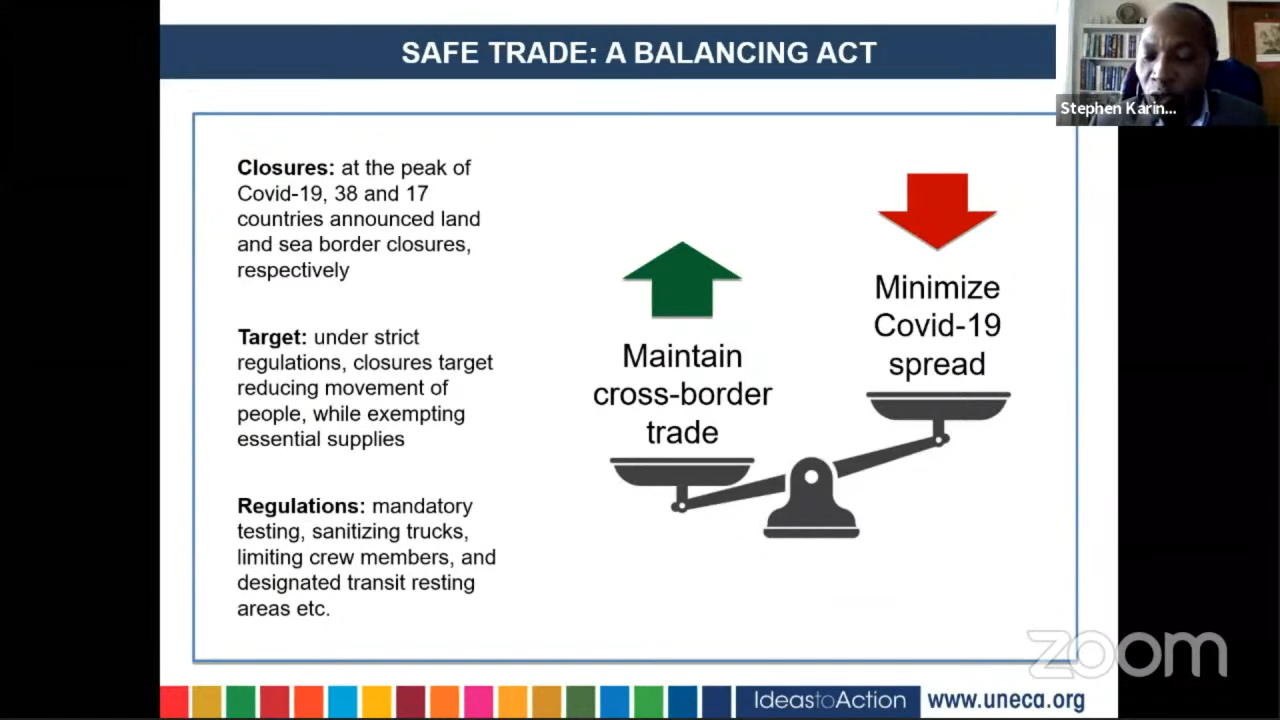 SAFE TRADE: A BALANCING ACT
Stephen Karin...
Closures: at the peak of
Covid-19, 38 and 17
countries announced land
and sea border closures,
respectively
Target: under strict
regulations, closures target
reducing movement of
people, while exempting
essential supplies
Regulations: mandatory
testing, sanitizing trucks,
limiting crew members, and
designated transit resting
areas etc.
Maintain
cross-border
trade
Minimize
Covid-19
spread
zoom
IdeastoAction
www.uneca.org